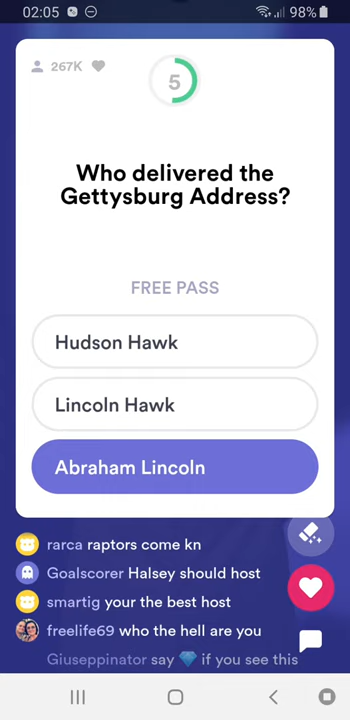 02:05 98%
267K
5
Who delivered the
Gettysburg Address?
FREE PASS
Hudson Hawk
Lincoln Hawk
Abraham Lincoln
rarca raptors come kn
Goalscorer Halsey should host
smartig your the best host
freelife69 who the hell are you
Giuseppinator say 💎 if you see this